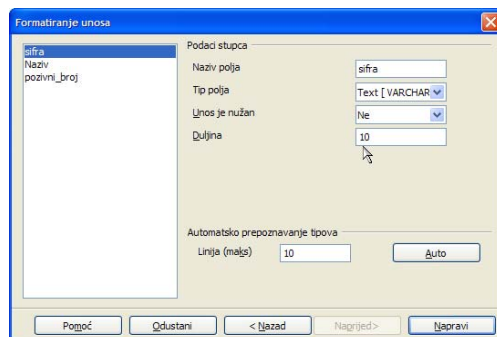 Formatiranje unosa
sifra
Naziv
pozivni_broj
Podaci stupca
Naziv polja sifra
Tip polja Text [ VARCHAR
Unos je nužan Ne
Duljina 10
Automatsko prepoznavanje tipova
Linija (maks) 10 Auto
Pomoć Odustani < Nazad Naprijed > Napravi